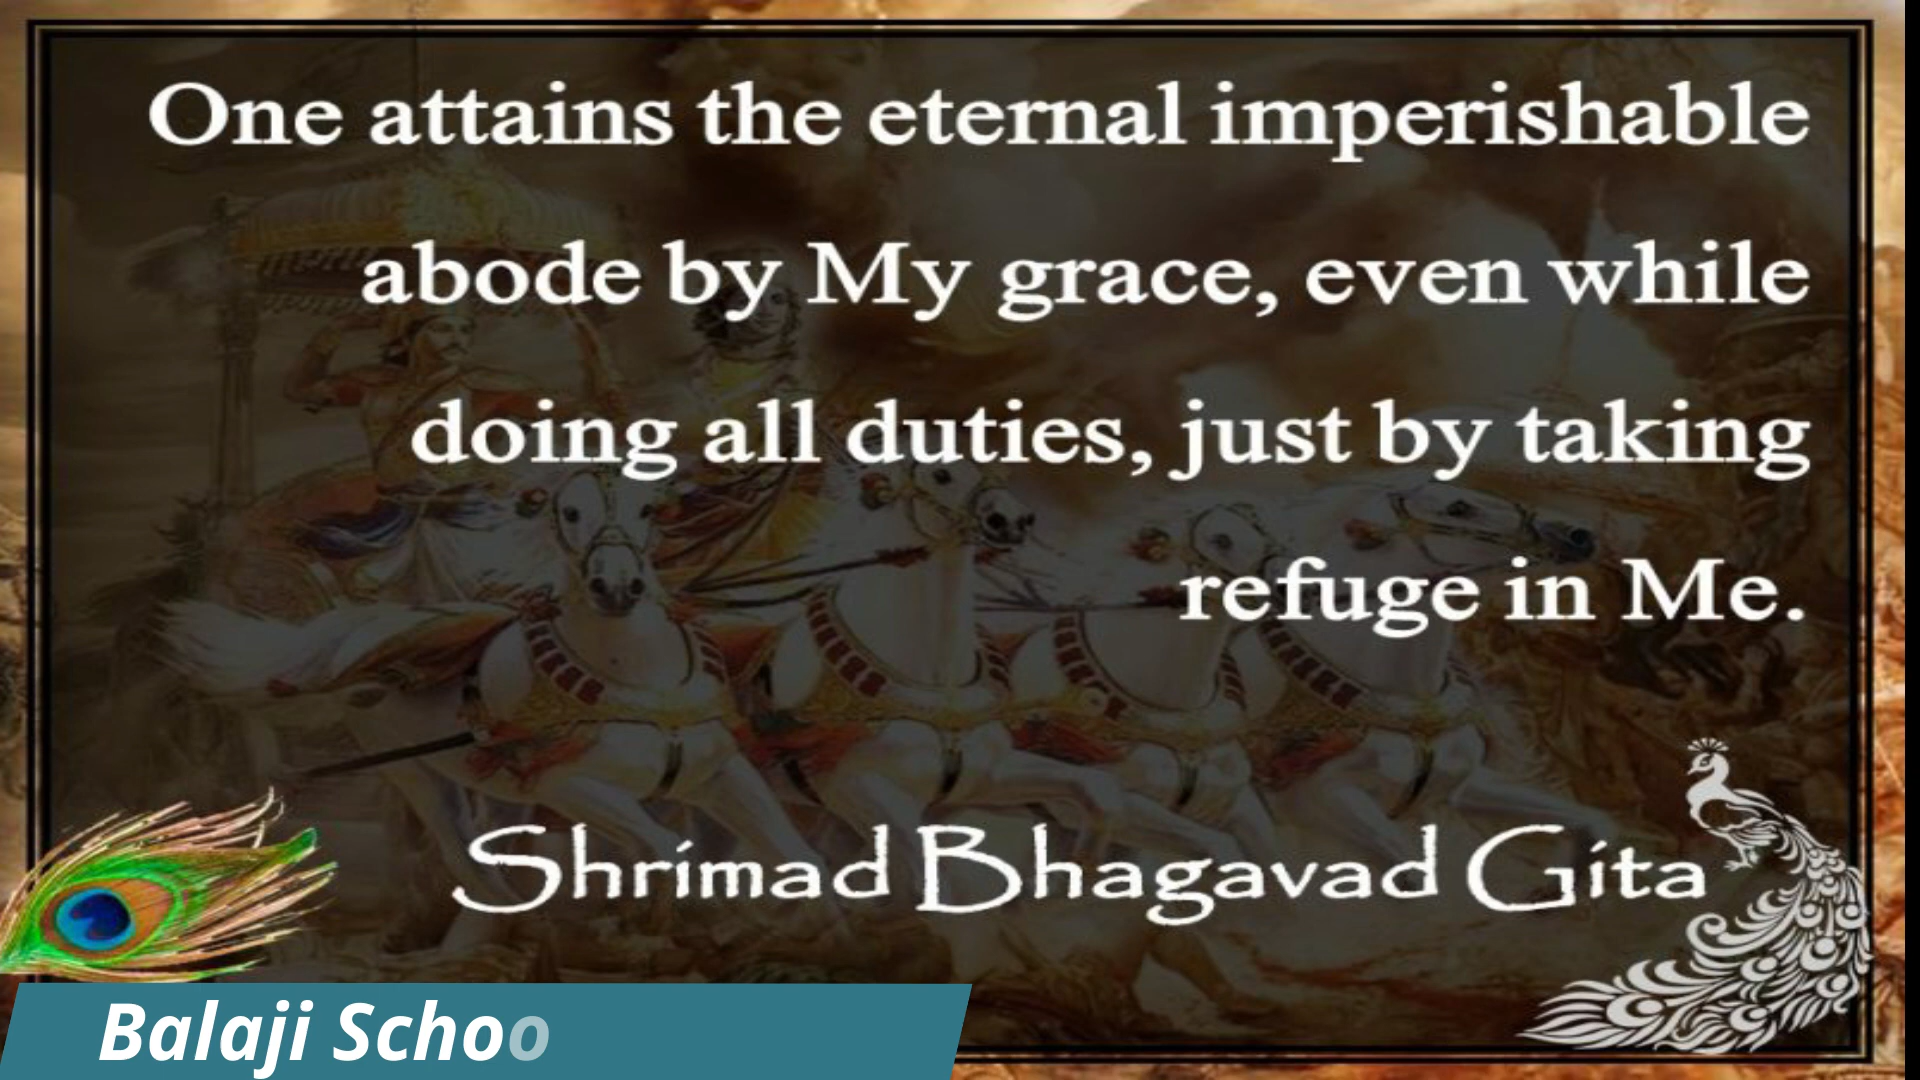 One attains the eternal imperishable
abode by My grace, even while
doing all duties, just by taking
refuge in Me.
Shrimad Bhagavad Gita
Balaji Schoo